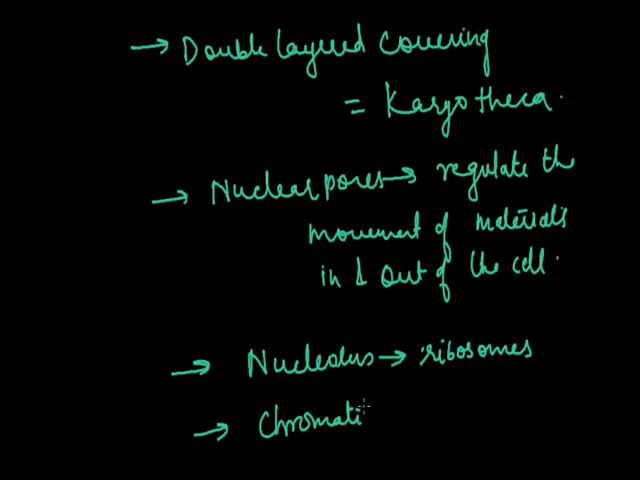 → Double layered covering
= Karyotheca.
→ Nuclear pores → regulate the
movement of materials
in & out of the cell.
→ Nucleolus → ribosomes
→ Chromati